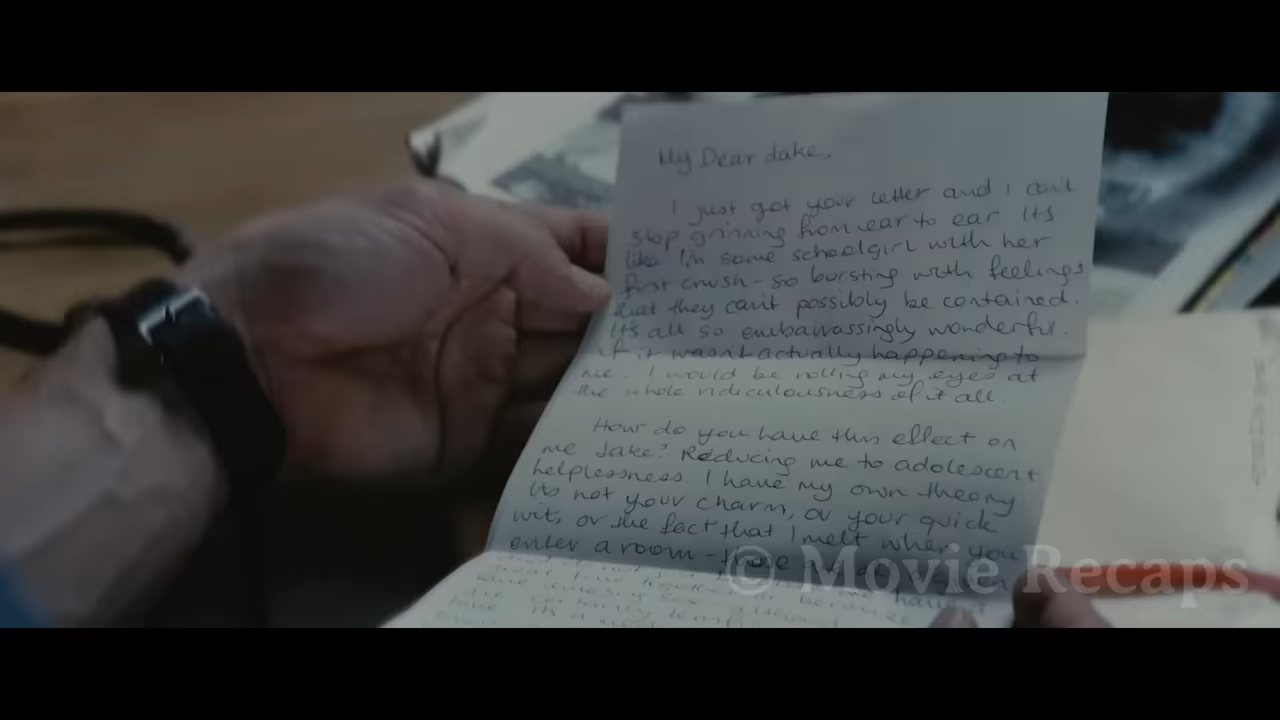 My Dear Jake,
I just got your letter and I can't
stop grinning from ear to ear. Its
like I'm some schoolgirl with her
first crush - so bursting with feelings
that they can't possibly be contained.
It's all so embarrassingly wonderful.
if it wasn't actually happening to
me. I would be rolling my eyes at
the whole ridiculousness of it all.
How do you have this effect on
me Jake? Reducing me to adolescent
helplessness. I have my own theory
Its not your charm, or your quick
wit, or the fact that I melt when you
enter a room -
© Movie Recaps